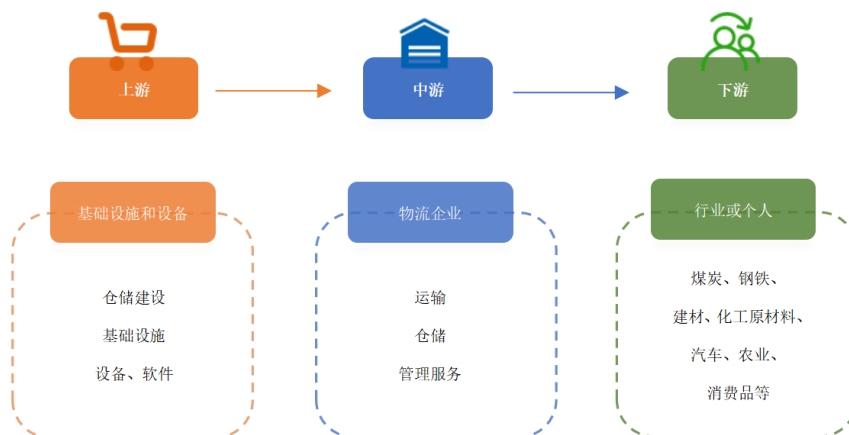 上游
中游
下游
基础设施和设备
物流企业
行业或个人
仓储建设
基础设施
设备、软件
运输
仓储
管理服务
煤炭、钢铁、
建材、化工原材料、
汽车、农业、
消费品等